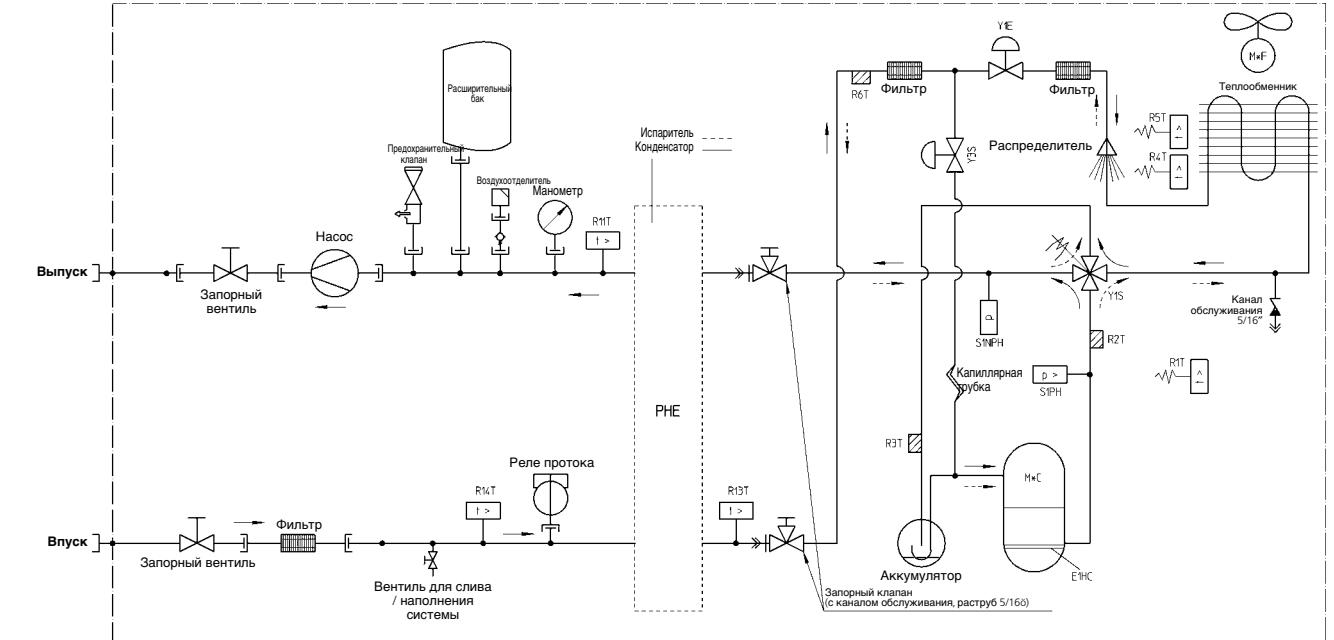 Y1E
M*F
Теплообменник
Расширительный
бак
R6T
Фильтр
Фильтр
R5T
R4T
Распределитель
Y3S
Испаритель
Конденсатор
Предохранительный
клапан
Воздухоотделитель
Манометр
R11T
t >
Насос
Выпуск
Запорный
вентиль
Y1S
Канал
обслуживания
5/16"
p
S1NPH
R2T
R1T
Капиллярная
трубка
p >
S1PH
PHE
R3T
M*C
Реле протока
R14T
t >
R13T
t >
Фильтр
Впуск
Запорный вентиль
Вентиль для слива
/ наполнения
системы
Аккумулятор
E1HC
Запорный клапан
(с каналом обслуживания, раструб 5/16ö)